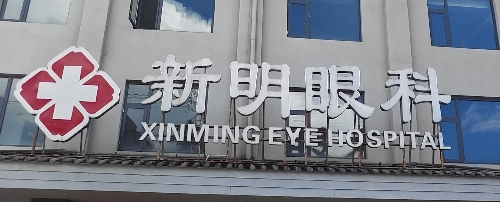 新明眼科
XINMING EYE HOSPITAL